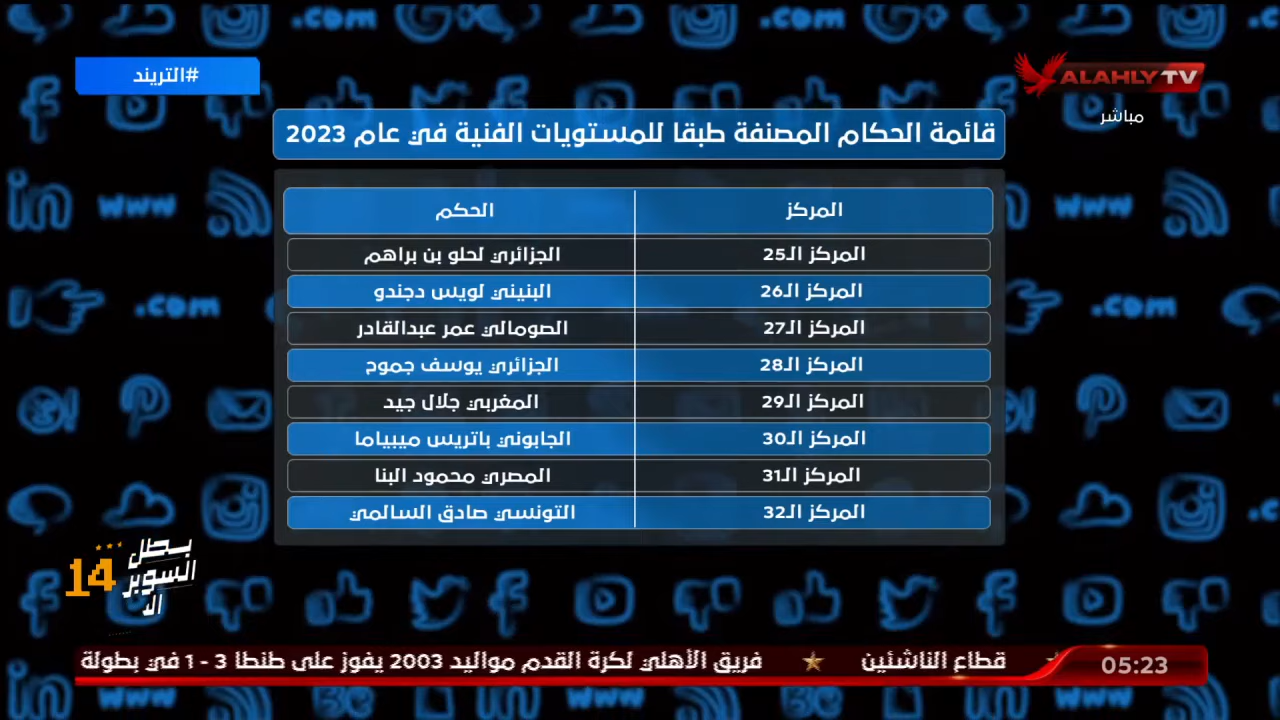 #التريند
ALAHLY TV
مباشر
قائمة الحكام المصنفة طبقا للمستويات الفنية في عام 2023
المركز الحكم
المركز الـ25 الجزائري لحلو بن براهم
المركز الـ26 البنيني لويس دجندو
المركز الـ27 الصومالي عمر عبدالقادر
المركز الـ28 الجزائري يوسف جموح
المركز الـ29 المغربي جلال جيد
المركز الـ30 الجابوني باتريس ميبياما
المركز الـ31 المصري محمود البنا
المركز الـ32 التونسي صادق السالمي
بطل
السوبر
الـ 14
قطاع الناشئين فريق الأهلي لكرة القدم مواليد 2003 يفوز على طنطا 3 - 1 في بطولة
05:23